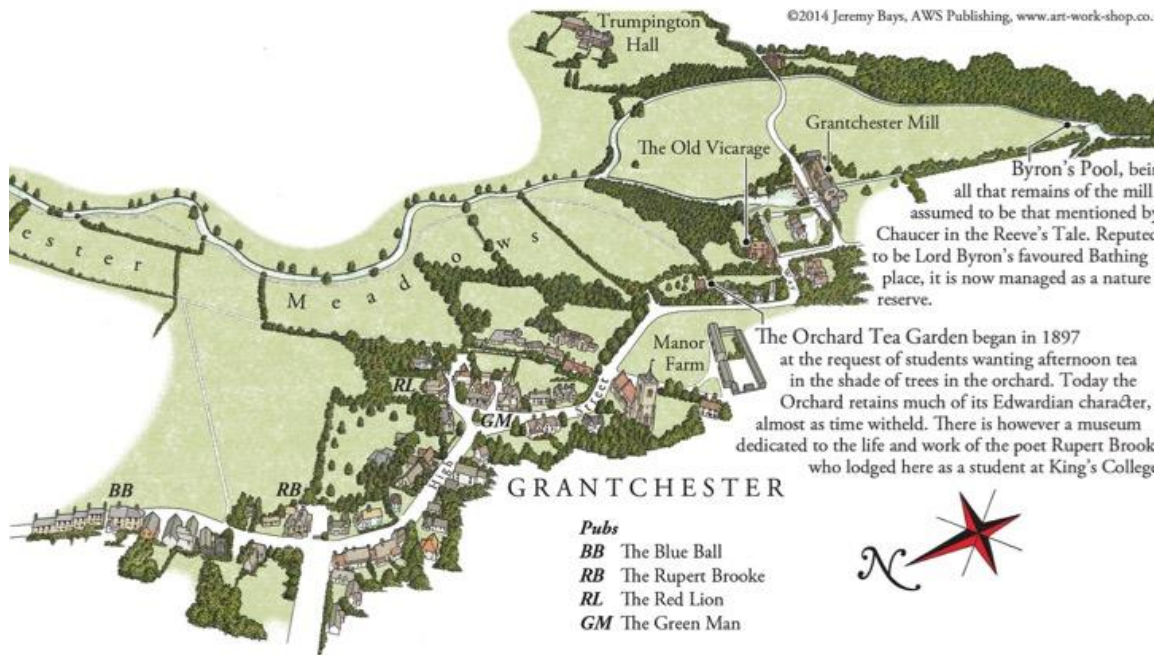 ©2014 Jeremy Bays, AWS Publishing, www.art-work-shop.co.
Trumpington
Hall
Grantchester Mill
The Old Vicarage
Byron's Pool, bein
all that remains of the mill
assumed to be that mentioned by
Chaucer in the Reeve's Tale. Reputed
to be Lord Byron's favoured Bathing
place, it is now managed as a nature
reserve.
ester
Meadows
The Orchard Tea Garden began in 1897
at the request of students wanting afternoon tea
in the shade of trees in the orchard. Today the
Orchard retains much of its Edwardian character,
almost as time witheld. There is however a museum
dedicated to the life and work of the poet Rupert Brook
who lodged here as a student at King's College
Manor
Farm
RL
GM
High
Street
BB
RB
GRANTCHESTER
Pubs
BB The Blue Ball
RB The Rupert Brooke
RL The Red Lion
GM The Green Man
N